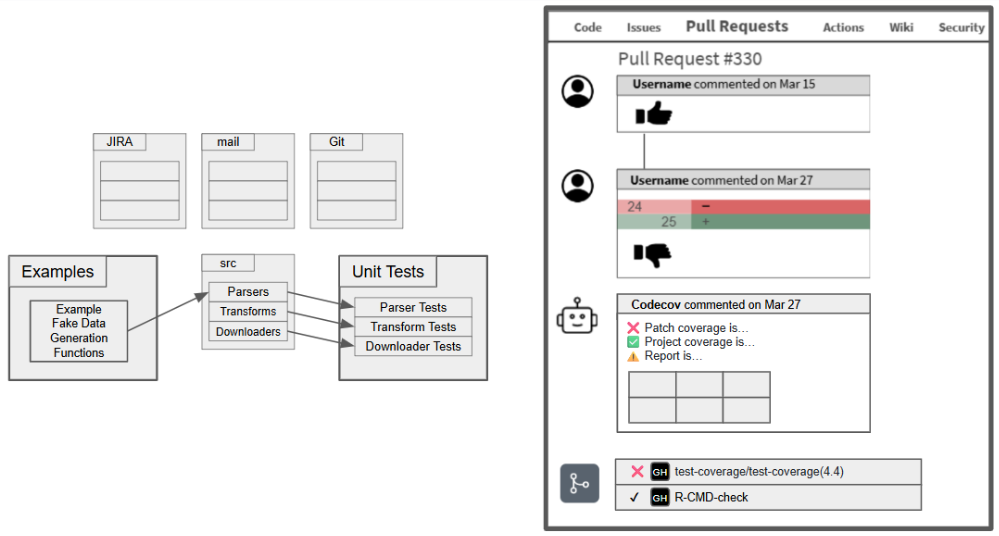 JIRA
mail
Git
Examples
Example
Fake Data
Generation
Functions
src
Parsers
Transforms
Downloaders
Unit Tests
Parser Tests
Transform Tests
Downloader Tests
Code Issues Pull Requests Actions Wiki Security
Pull Request #330
Username commented on Mar 15
Username commented on Mar 27
24 −
25 +
Codecov commented on Mar 27
❌ Patch coverage is...
✅ Project coverage is...
⚠️ Report is...
❌ GH test-coverage/test-coverage(4.4)
✓ GH R-CMD-check